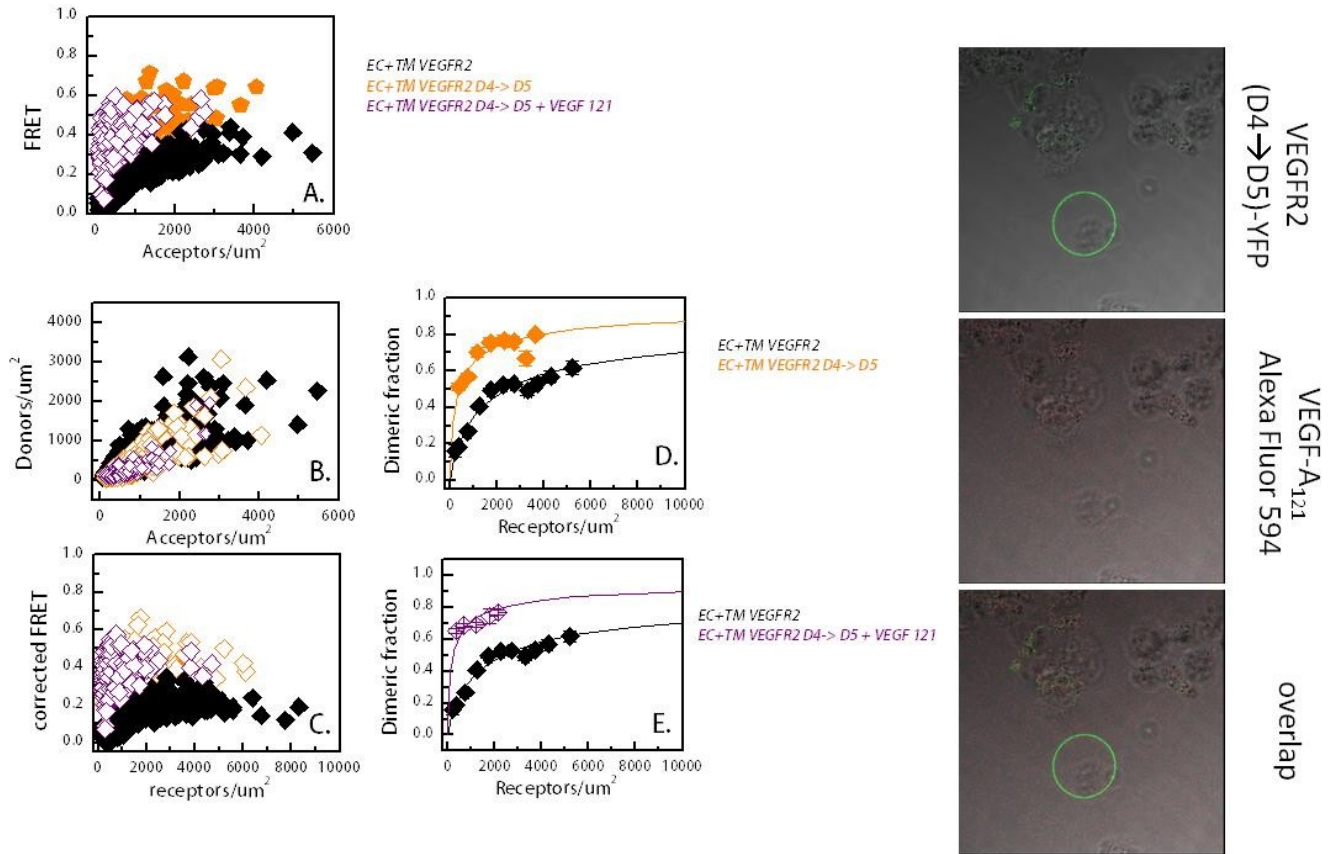 1.0
0.8
0.6
0.4
0.2
0.0
FRET
0 2000 4000 6000
Acceptors/um²
A.
EC+TM VEGFR2
EC+TM VEGFR2 D4-> D5
EC+TM VEGFR2 D4-> D5 + VEGF 121
4000
3000
2000
1000
0
Donors/um²
0 2000 4000 6000
Acceptors/um²
B.
1.0
0.8
0.6
0.4
0.2
0.0
Dimeric fraction
0 2000 4000 6000 8000 10000
Receptors/um²
D.
EC+TM VEGFR2
EC+TM VEGFR2 D4-> D5
1.0
0.8
0.6
0.4
0.2
0.0
corrected FRET
0 2000 4000 6000 8000 10000
receptors/um²
C.
1.0
0.8
0.6
0.4
0.2
0.0
Dimeric fraction
0 2000 4000 6000 8000 10000
Receptors/um²
E.
EC+TM VEGFR2
EC+TM VEGFR2 D4-> D5 + VEGF 121
VEGFR2
(D4→D5)-YFP
VEGF-A₁₂₁
Alexa Fluor 594
overlap